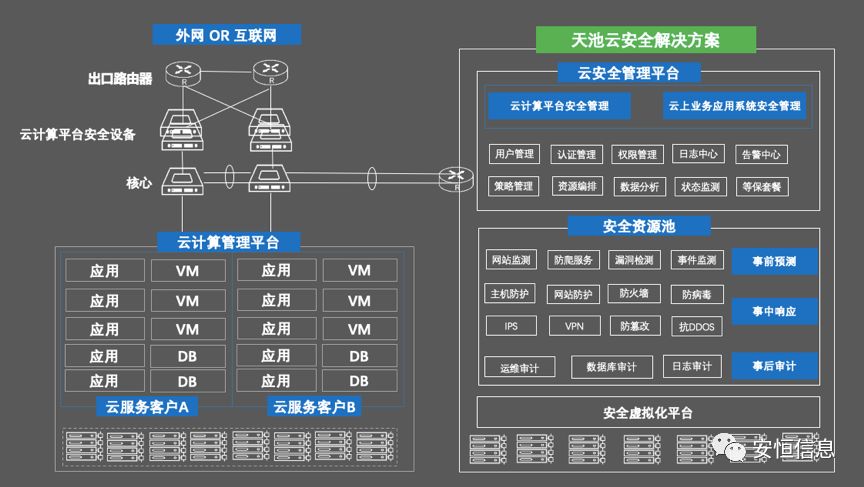 外网 OR 互联网
出口路由器
R
R
云计算平台安全设备
核心
R
云计算管理平台
应用 VM 应用 VM
应用 VM 应用 VM
应用 VM 应用 VM
应用 DB 应用 DB
应用 DB 应用 DB
云服务客户A 云服务客户B
天池云安全解决方案
云安全管理平台
云计算平台安全管理 云上业务应用系统安全管理
用户管理 认证管理 权限管理 日志中心 告警中心
策略管理 资源编排 数据分析 状态监测 等保套餐
安全资源池
网站监测 防爬服务 漏洞检测 事件监测 事前预测
主机防护 网站防护 防火墙 防病毒
事中响应
IPS VPN 防篡改 抗DDOS
运维审计 数据库审计 日志审计 事后审计
安全虚拟化平台
安恒信息